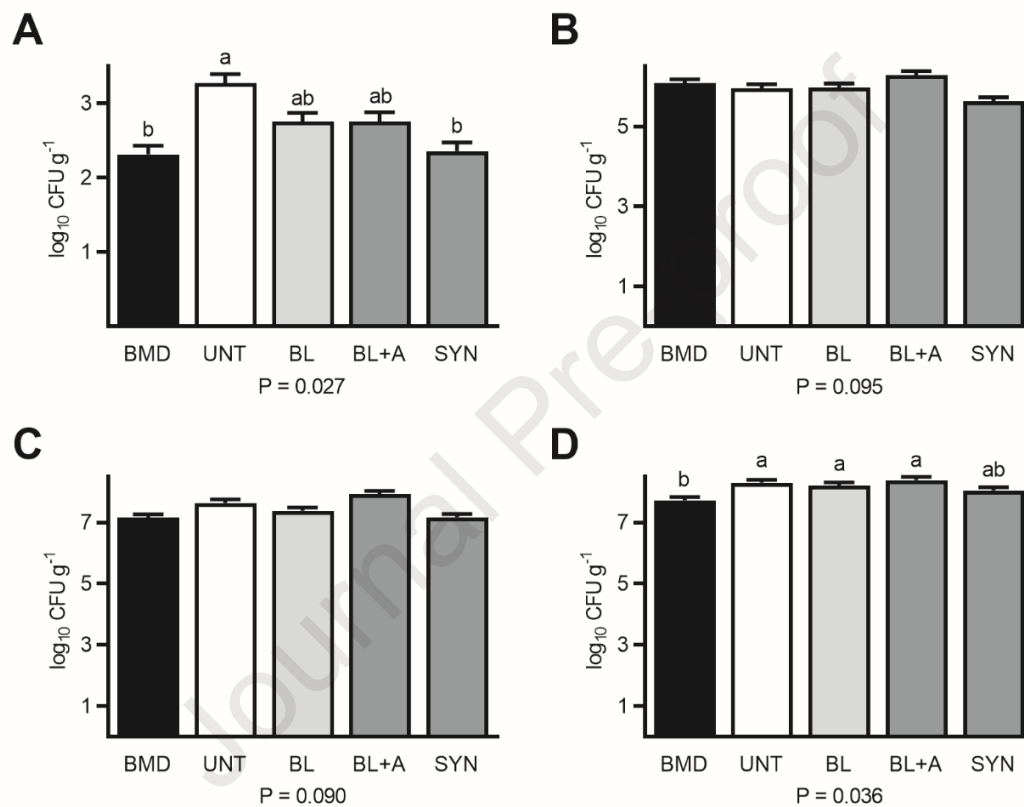 A
a
ab ab
b b
3
2
1
log₁₀ CFU g⁻¹
BMD UNT BL BL+A SYN
P = 0.027
B
5
3
1
log₁₀ CFU g⁻¹
BMD UNT BL BL+A SYN
P = 0.095
C
7
5
3
1
log₁₀ CFU g⁻¹
BMD UNT BL BL+A SYN
P = 0.090
D
b a a a ab
7
5
3
1
log₁₀ CFU g⁻¹
BMD UNT BL BL+A SYN
P = 0.036
Journal Pre-proof